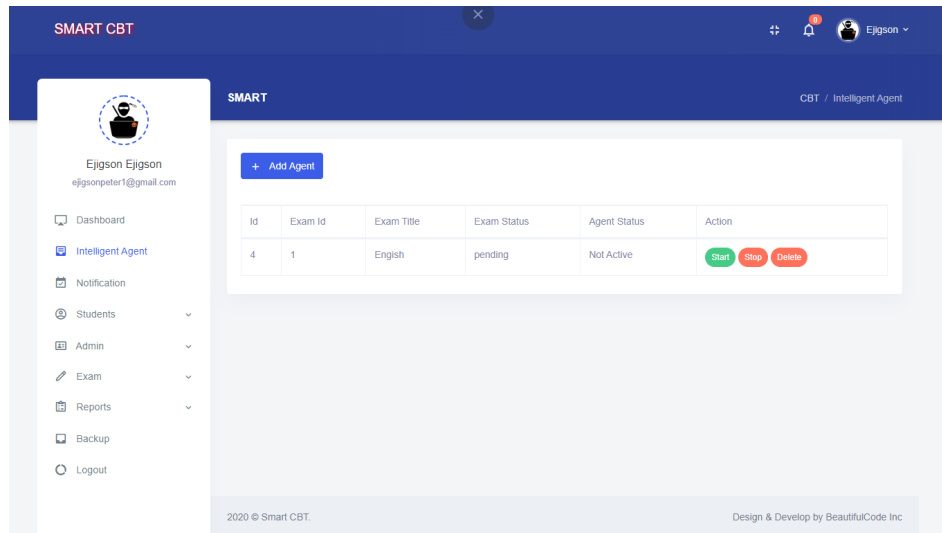 SMART CBT
0
Ejigson
SMART
CBT / Intelligent Agent
Ejigson Ejigson
ejigsonpeter1@gmail.com
Dashboard
Intelligent Agent
Notification
Students
Admin
Exam
Reports
Backup
Logout
+ Add Agent
Id Exam Id Exam Title Exam Status Agent Status Action
4 1 Engish pending Not Active Start Stop Delete
2020 © Smart CBT.
Design & Develop by BeautifulCode Inc